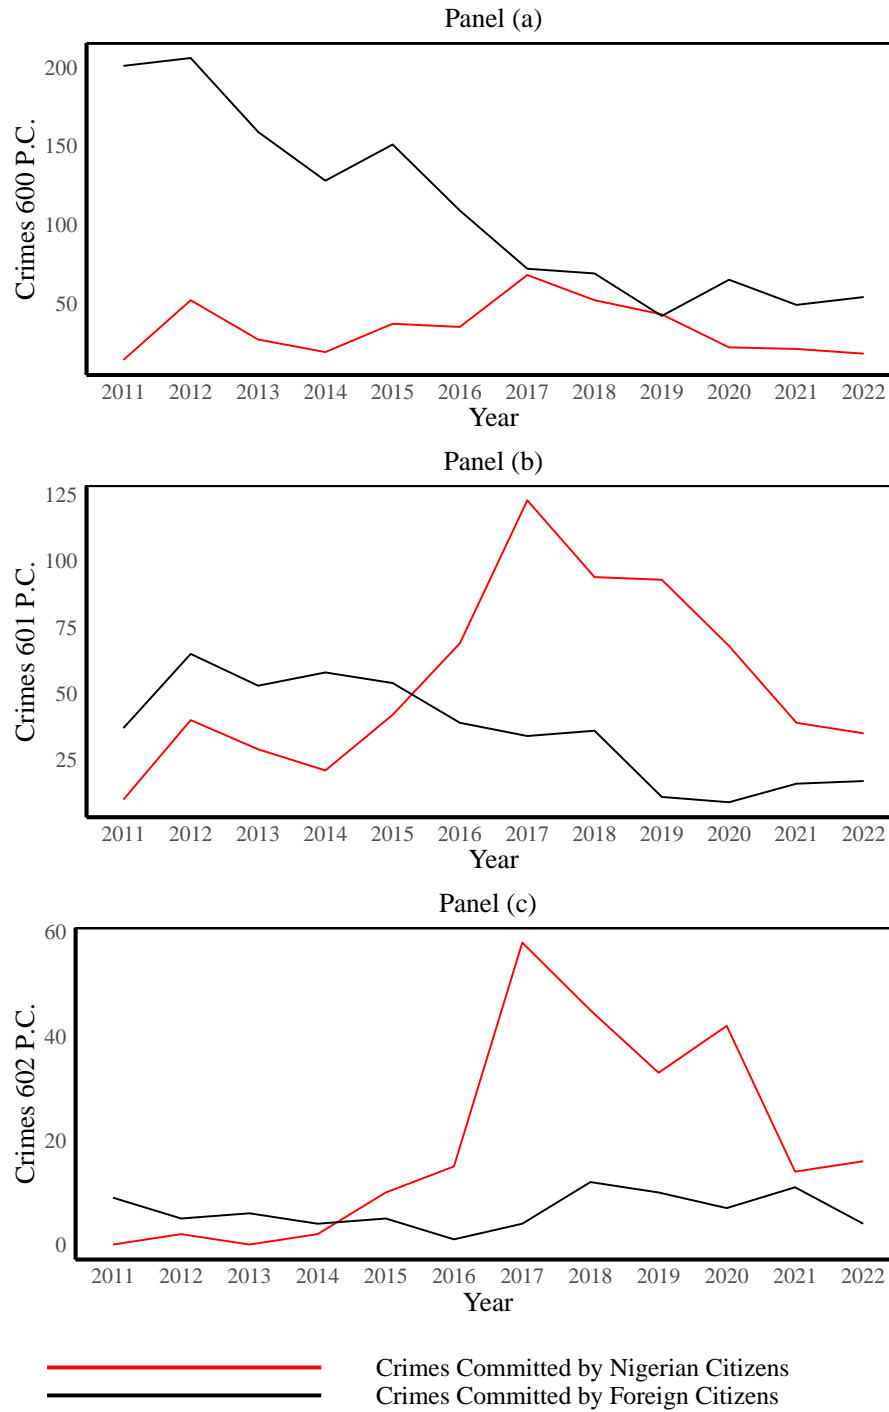 Panel (a)
Crimes 600 P.C.
200
150
100
50
2011 2012 2013 2014 2015 2016 2017 2018 2019 2020 2021 2022
Year
Panel (b)
Crimes 601 P.C.
125
100
75
50
25
2011 2012 2013 2014 2015 2016 2017 2018 2019 2020 2021 2022
Year
Panel (c)
Crimes 602 P.C.
60
40
20
0
2011 2012 2013 2014 2015 2016 2017 2018 2019 2020 2021 2022
Year
Crimes Committed by Nigerian Citizens
Crimes Committed by Foreign Citizens